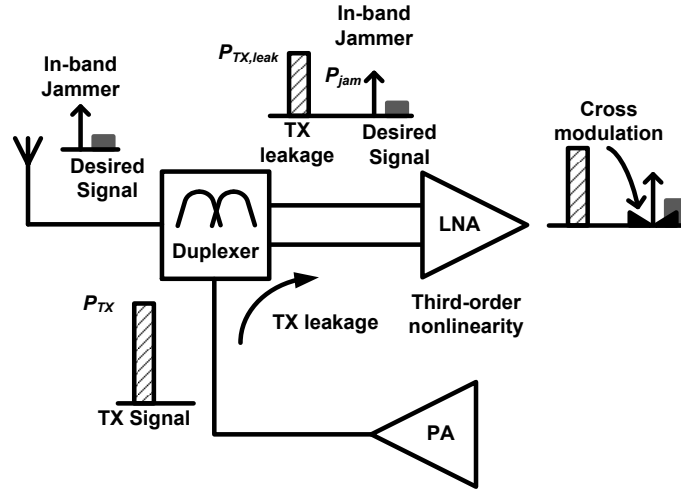 In-band
Jammer
P_TX,leak
In-band
Jammer
P_jam
Desired
Signal
TX
leakage
Desired
Signal
Cross
modulation
Duplexer
LNA
P_TX
TX leakage
Third-order
nonlinearity
TX Signal
PA